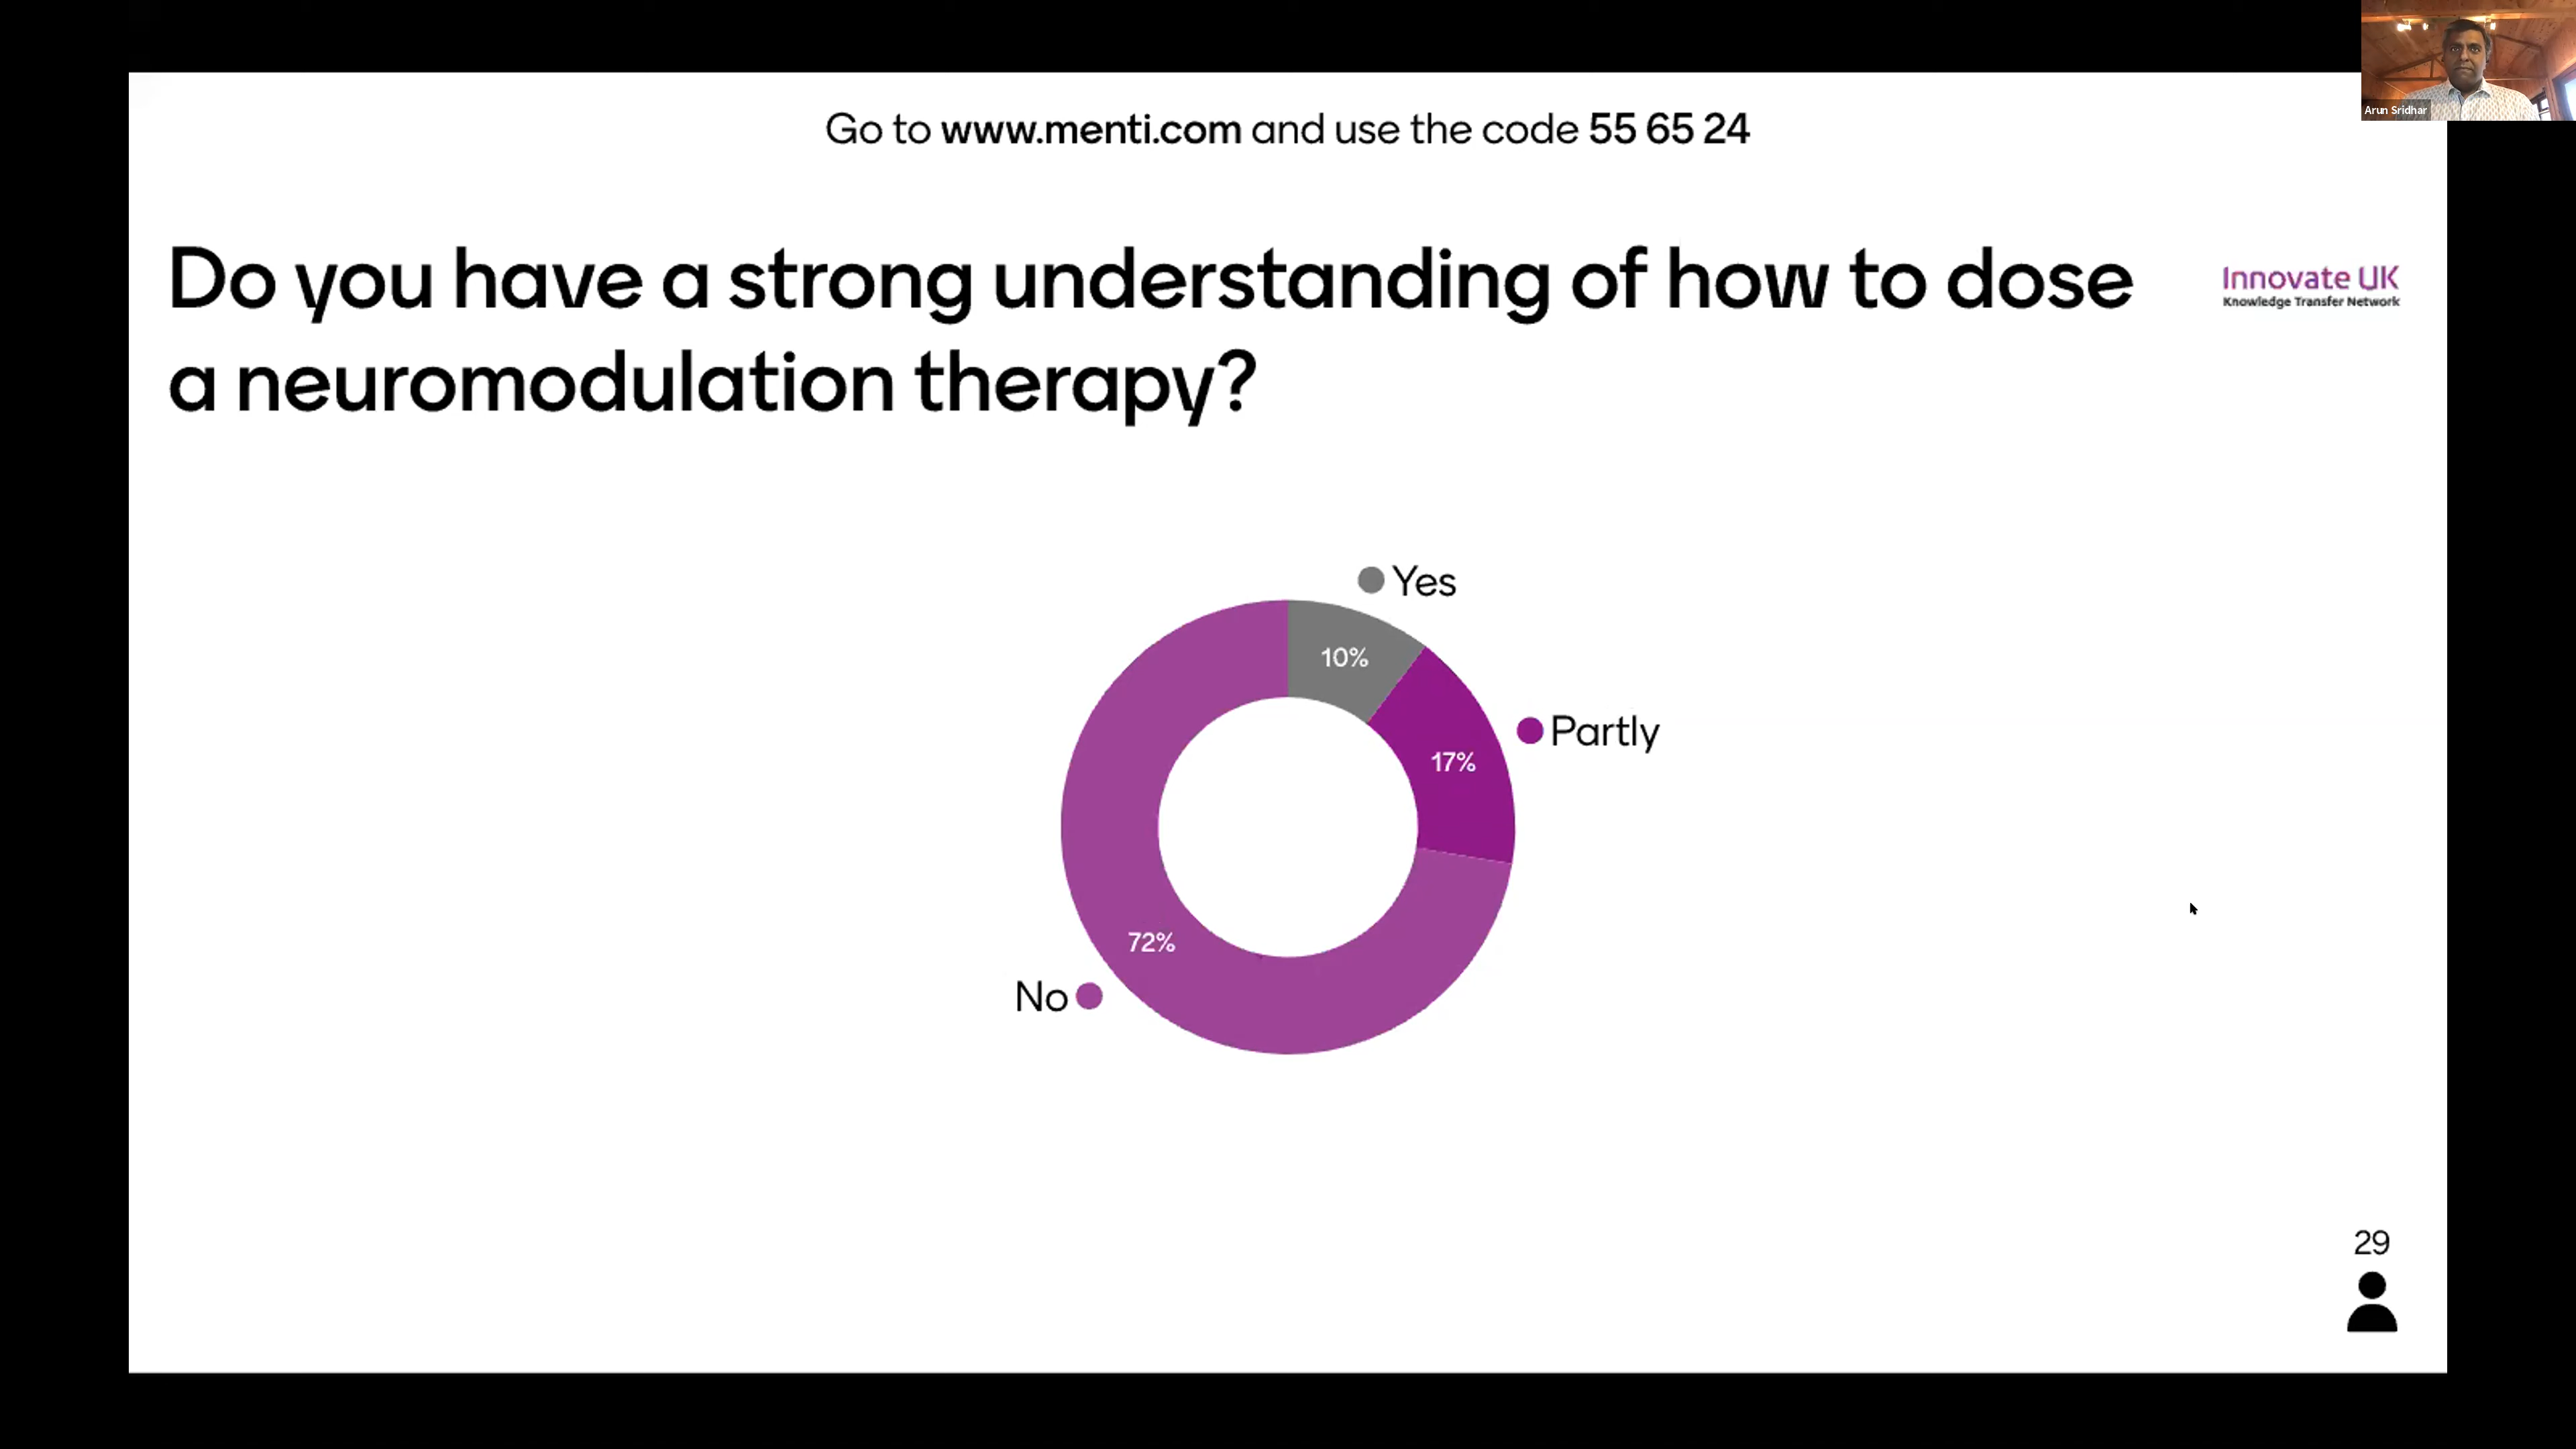 Arun Sridhar
Go to www.menti.com and use the code 55 65 24
Do you have a strong understanding of how to dose
a neuromodulation therapy?
Innovate UK
Knowledge Transfer Network
Yes
10%
Partly
17%
72%
No
29